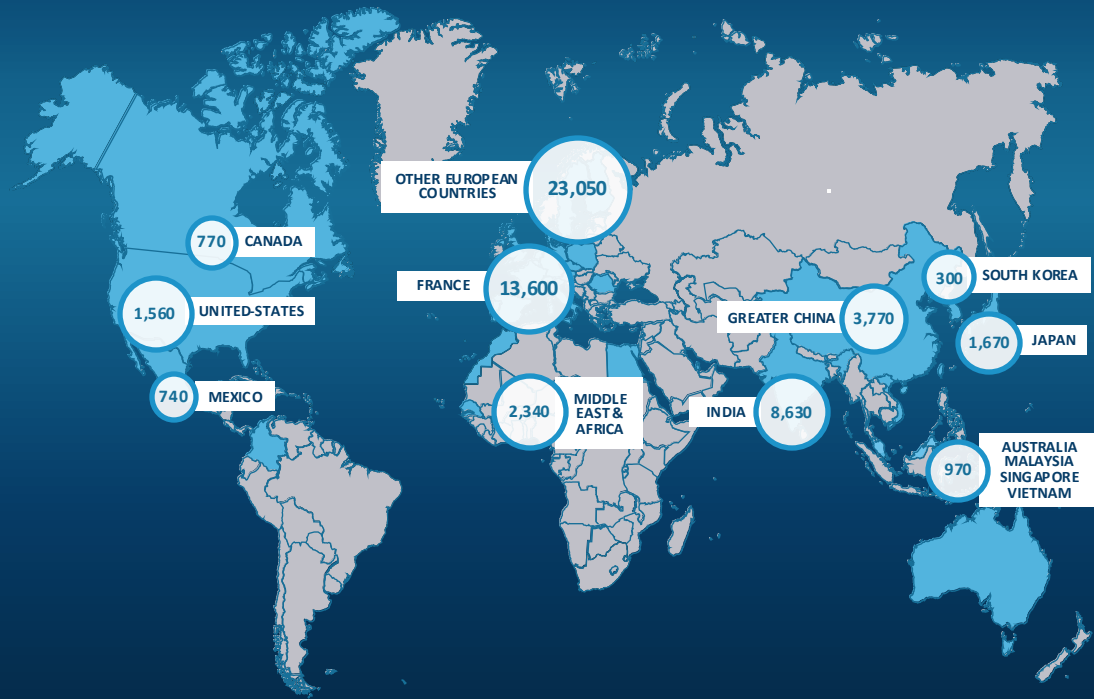 OTHER EUROPEAN
COUNTRIES
23,050
770
CANADA
FRANCE
13,600
300
SOUTH KOREA
1,560
UNITED-STATES
GREATER CHINA
3,770
1,670
JAPAN
740
MEXICO
2,340
MIDDLE
EAST &
AFRICA
INDIA
8,630
970
AUSTRALIA
MALAYSIA
SINGAPORE
VIETNAM